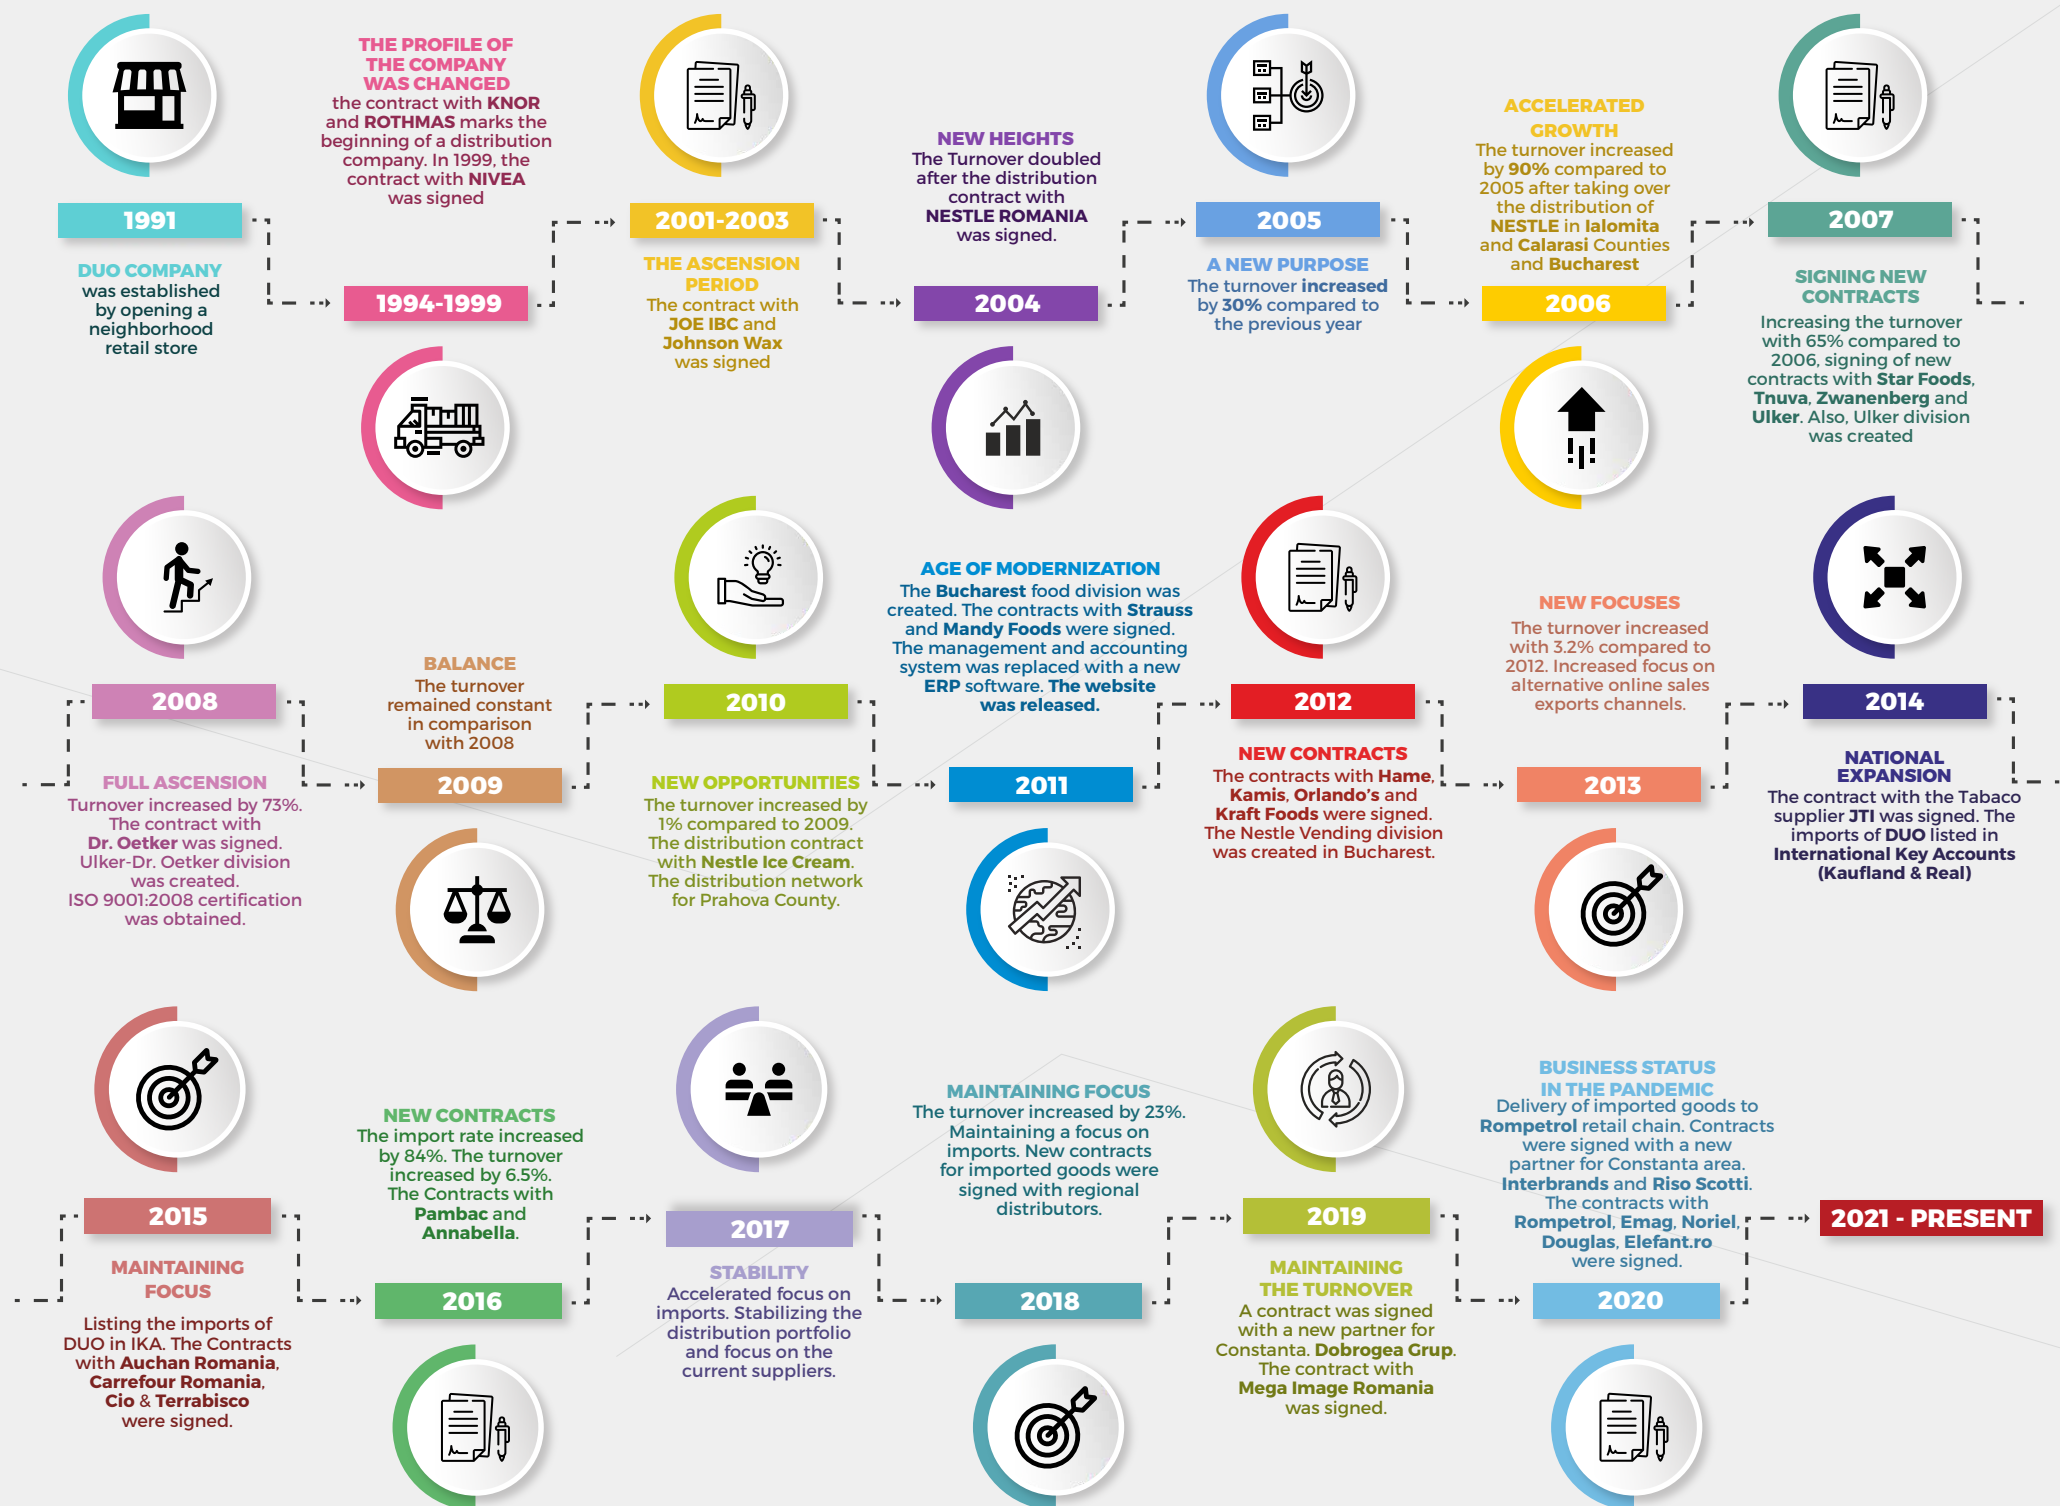 1991
DUO COMPANY
was established
by opening a
neighborhood
retail store
THE PROFILE OF
THE COMPANY
WAS CHANGED
the contract with KNOR
and ROTHMAS marks the
beginning of a distribution
company. In 1999, the
contract with NIVEA
was signed
1994-1999
2001-2003
THE ASCENSION
PERIOD
The contract with
JOE IBC and
Johnson Wax
was signed
NEW HEIGHTS
The Turnover doubled
after the distribution
contract with
NESTLE ROMANIA
was signed.
2004
2005
A NEW PURPOSE
The turnover increased
by 30% compared to
the previous year
ACCELERATED
GROWTH
The turnover increased
by 90% compared to
2005 after taking over
the distribution of
NESTLE in Ialomita
and Calarasi Counties
and Bucharest
2006
2007
SIGNING NEW
CONTRACTS
Increasing the turnover
with 65% compared to
2006, signing of new
contracts with Star Foods,
Tnuva, Zwanenberg and
Ulker. Also, Ulker division
was created
2008
FULL ASCENSION
Turnover increased by 73%.
The contract with
Dr. Oetker was signed.
Ulker-Dr. Oetker division
was created.
ISO 9001:2008 certification
was obtained.
BALANCE
The turnover
remained constant
in comparison
with 2008
2009
2010
NEW OPPORTUNITIES
The turnover increased by
1% compared to 2009.
The distribution contract
with Nestle Ice Cream.
The distribution network
for Prahova County.
AGE OF MODERNIZATION
The Bucharest food division was
created. The contracts with Strauss
and Mandy Foods were signed.
The management and accounting
system was replaced with a new
ERP software. The website
was released.
2011
2012
NEW CONTRACTS
The contracts with Hame,
Kamis, Orlando's and
Kraft Foods were signed.
The Nestle Vending division
was created in Bucharest.
NEW FOCUSES
The turnover increased
with 3.2% compared to
2012. Increased focus on
alternative online sales
exports channels.
2013
2014
NATIONAL
EXPANSION
The contract with the Tabaco
supplier JTI was signed. The
imports of DUO listed in
International Key Accounts
(Kaufland & Real)
2015
MAINTAINING
FOCUS
Listing the imports of
DUO in IKA. The Contracts
with Auchan Romania,
Carrefour Romania,
Cio & Terrabisco
were signed.
NEW CONTRACTS
The import rate increased
by 84%. The turnover
increased by 6.5%.
The Contracts with
Pambac and
Annabella.
2016
2017
STABILITY
Accelerated focus on
imports. Stabilizing the
distribution portfolio
and focus on the
current suppliers.
MAINTAINING FOCUS
The turnover increased by 23%.
Maintaining a focus on
imports. New contracts
for imported goods were
signed with regional
distributors.
2018
2019
MAINTAINING
THE TURNOVER
A contract was signed
with a new partner for
Constanta. Dobrogea Grup.
The contract with
Mega Image Romania
was signed.
BUSINESS STATUS
IN THE PANDEMIC
Delivery of imported goods to
Rompetrol retail chain. Contracts
were signed with a new
partner for Constanta area.
Interbrands and Riso Scotti.
The contracts with
Rompetrol, Emag, Noriel,
Douglas, Elefant.ro
were signed.
2020
2021 - PRESENT